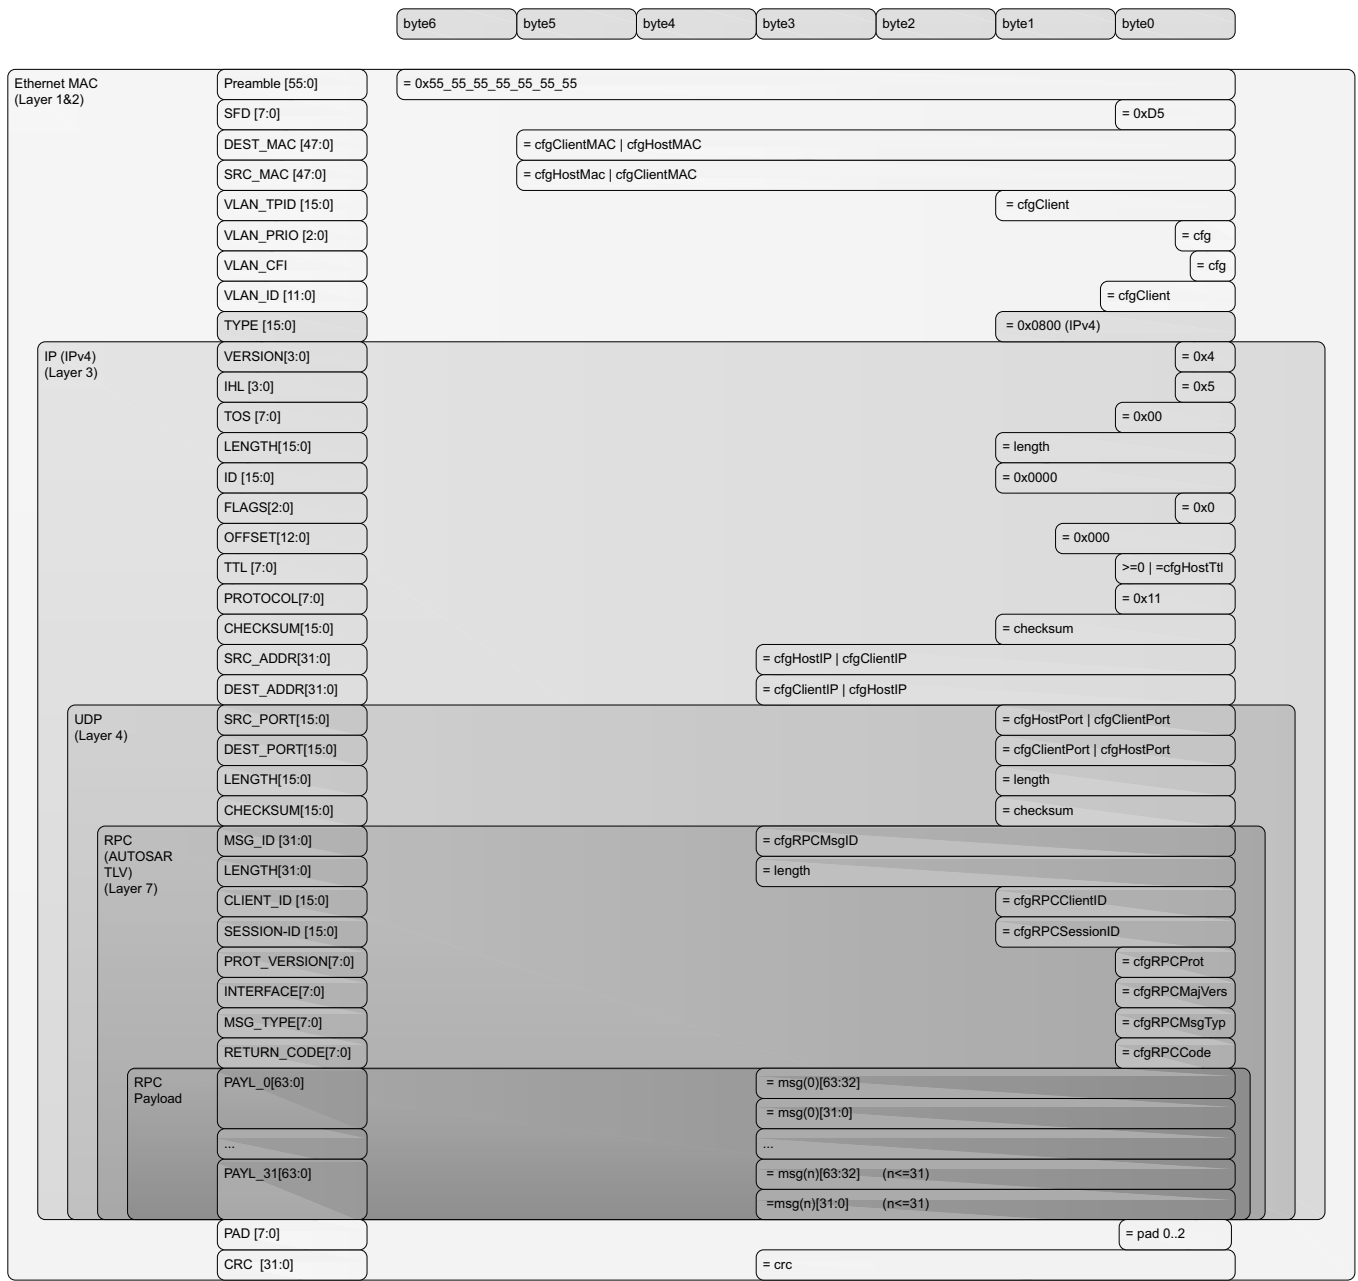 byte6 byte5 byte4 byte3 byte2 byte1 byte0
Ethernet MAC
(Layer 1&2)
Preamble [55:0] = 0x55_55_55_55_55_55_55
SFD [7:0] = 0xD5
DEST_MAC [47:0] = cfgClientMAC | cfgHostMAC
SRC_MAC [47:0] = cfgHostMac | cfgClientMAC
VLAN_TPID [15:0] = cfgClient
VLAN_PRIO [2:0] = cfg
VLAN_CFI = cfg
VLAN_ID [11:0] = cfgClient
TYPE [15:0] = 0x0800 (IPv4)
IP (IPv4)
(Layer 3)
VERSION[3:0] = 0x4
IHL [3:0] = 0x5
TOS [7:0] = 0x00
LENGTH[15:0] = length
ID [15:0] = 0x0000
FLAGS[2:0] = 0x0
OFFSET[12:0] = 0x000
TTL [7:0] >=0 | =cfgHostTtl
PROTOCOL[7:0] = 0x11
CHECKSUM[15:0] = checksum
SRC_ADDR[31:0] = cfgHostIP | cfgClientIP
DEST_ADDR[31:0] = cfgClientIP | cfgHostIP
UDP
(Layer 4)
SRC_PORT[15:0] = cfgHostPort | cfgClientPort
DEST_PORT[15:0] = cfgClientPort | cfgHostPort
LENGTH[15:0] = length
CHECKSUM[15:0] = checksum
RPC
(AUTOSAR
TLV)
(Layer 7)
MSG_ID [31:0] = cfgRPCMsgID
LENGTH[31:0] = length
CLIENT_ID [15:0] = cfgRPCClientID
SESSION-ID [15:0] = cfgRPCSessionID
PROT_VERSION[7:0] = cfgRPCProt
INTERFACE[7:0] = cfgRPCMajVers
MSG_TYPE[7:0] = cfgRPCMsgTyp
RETURN_CODE[7:0] = cfgRPCCode
RPC
Payload
PAYL_0[63:0] = msg(0)[63:32]
= msg(0)[31:0]
... ...
PAYL_31[63:0] = msg(n)[63:32] (n<=31)
=msg(n)[31:0] (n<=31)
PAD [7:0] = pad 0..2
CRC [31:0] = crc